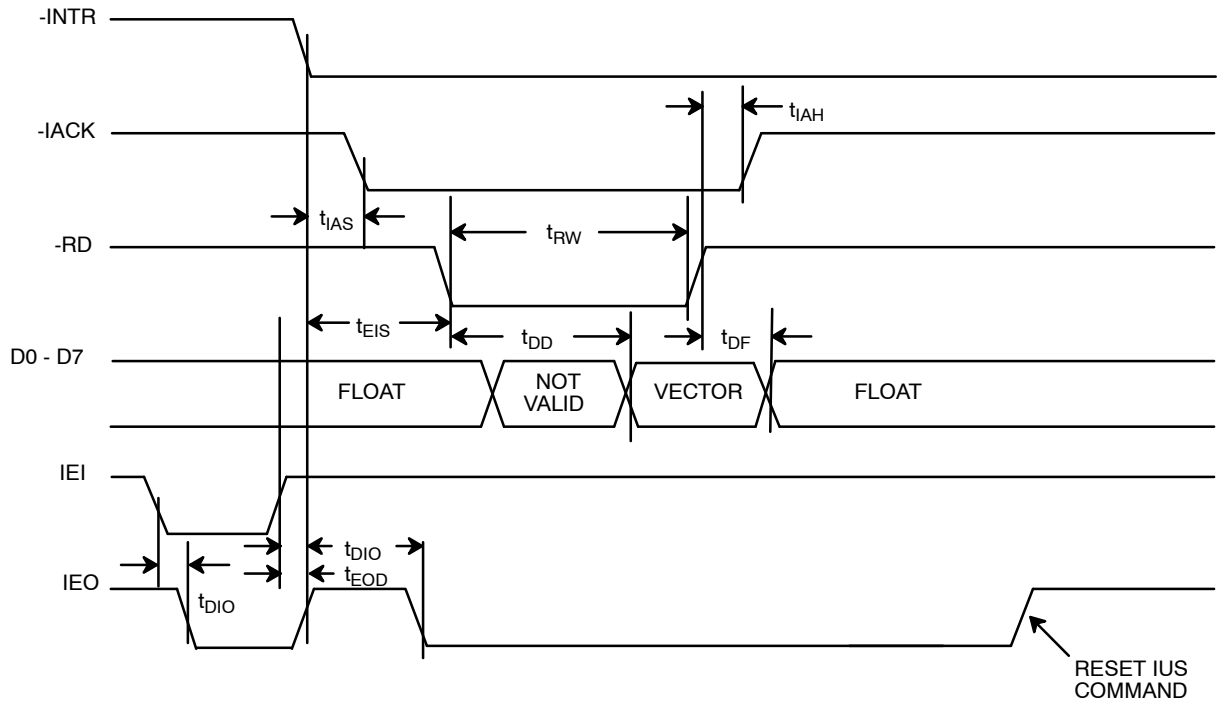 -INTR
tIAH
-IACK
tIAS
tRW
-RD
tEIS
tDD
tDF
D0 - D7
FLOAT
NOT
VALID
VECTOR
FLOAT
IEI
tDIO
tEOD
IEO
tDIO
RESET IUS
COMMAND